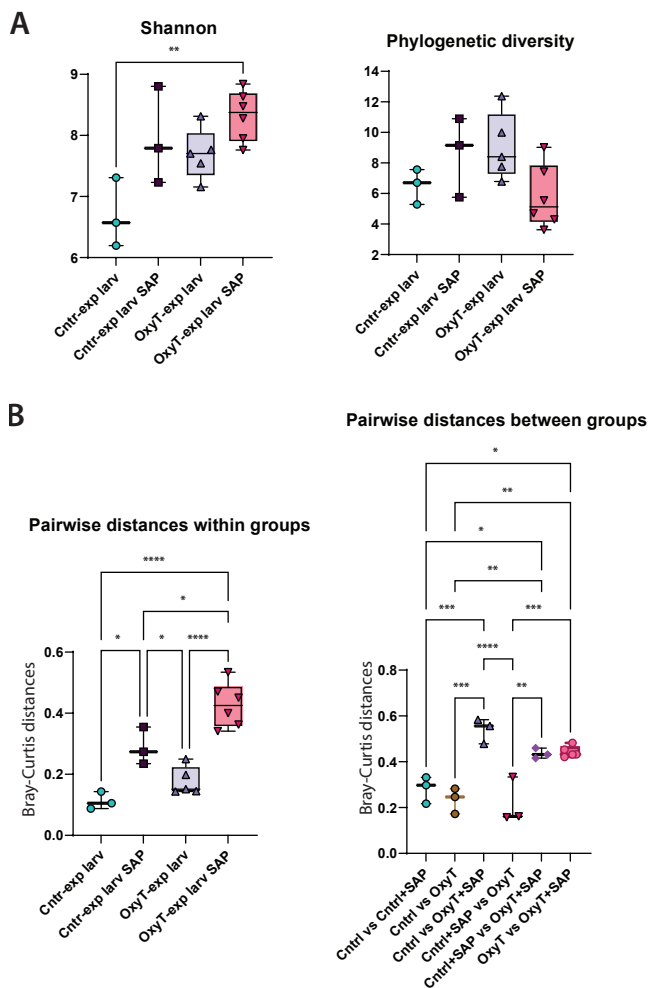 A
Shannon
**
9
8
7
6
Cntr-exp larv
Cntr-exp larv SAP
OxyT-exp larv
OxyT-exp larv SAP
Phylogenetic diversity
14
12
10
8
6
4
2
Cntr-exp larv
Cntr-exp larv SAP
OxyT-exp larv
OxyT-exp larv SAP
B
Pairwise distances within groups
****
*
* * ****
Bray-Curtis distances
0.6
0.4
0.2
0.0
Cntr-exp larv
Cntr-exp larv SAP
OxyT-exp larv
OxyT-exp larv SAP
Pairwise distances between groups
*
**
*
**
*** ***
****
*** **
Bray-Curtis distances
0.8
0.6
0.4
0.2
0.0
Cntrl vs Cntrl+SAP
Cntrl vs OxyT
Cntrl vs OxyT+SAP
Cntrl+SAP vs OxyT
Cntrl+SAP vs OxyT+SAP
OxyT vs OxyT+SAP